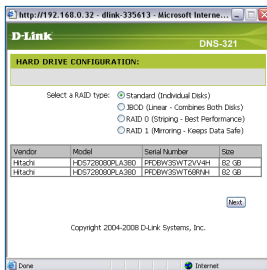 http://192.168.0.32 - dlink-335613 - Microsoft Interne...
D-Link
DNS-321
HARD DRIVE CONFIGURATION:
Select a RAID type:
Standard (Individual Disks)
JBOD (Linear - Combines Both Disks)
RAID 0 (Striping - Best Performance)
RAID 1 (Mirroring - Keeps Data Safe)
Vendor Model Serial Number Size
Hitachi HDS728080PLA380 PFDBW3SWT2VV4H 82 GB
Hitachi HDS728080PLA380 PFDBW3SWT68RNH 82 GB
Next
Copyright 2004-2008 D-Link Systems, Inc.
Done Internet